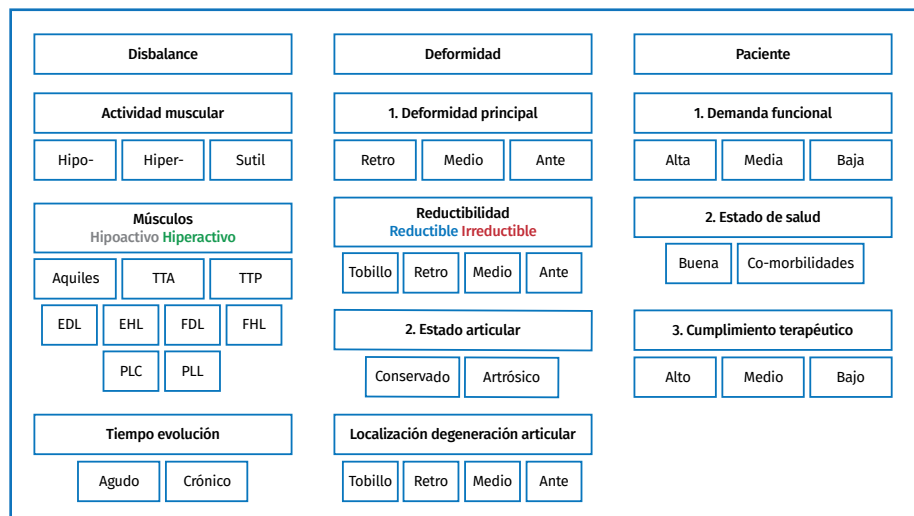 Disbalance
Actividad muscular
Hipo- Hiper- Sutil
Músculos
Hipoactivo Hiperactivo
Aquiles TTA TTP
EDL EHL FDL FHL
PLC PLL
Tiempo evolución
Agudo Crónico
Deformidad
1. Deformidad principal
Retro Medio Ante
Reductibilidad
Reductible Irreductible
Tobillo Retro Medio Ante
2. Estado articular
Conservado Artrósico
Localización degeneración articular
Tobillo Retro Medio Ante
Paciente
1. Demanda funcional
Alta Media Baja
2. Estado de salud
Buena Co-morbilidades
3. Cumplimiento terapéutico
Alto Medio Bajo